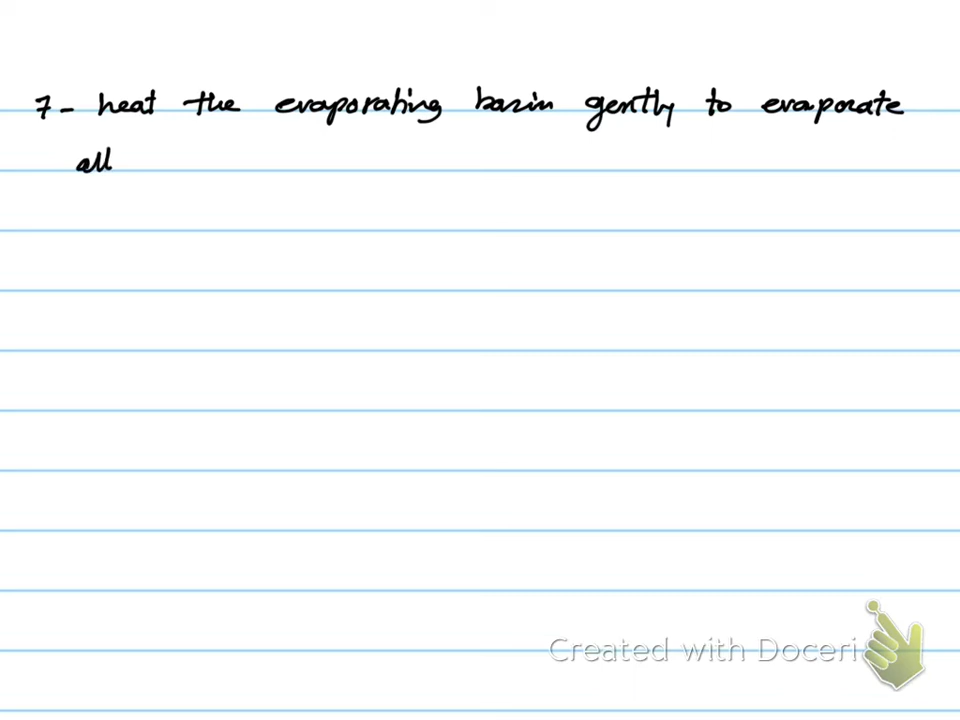 7- heat the evaporating basin gently to evaporate
all
Created with Doceri